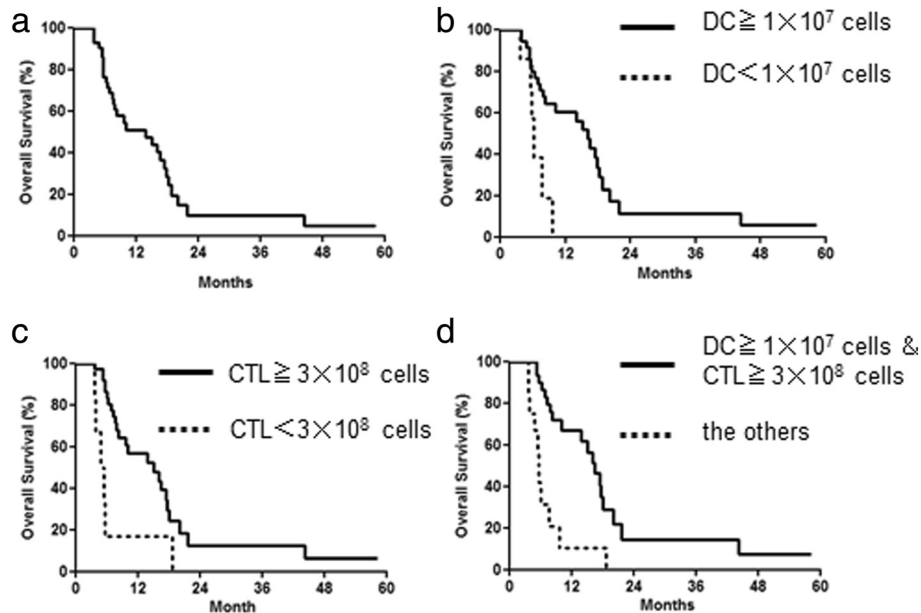 a
Overall Survival (%)
100
80
60
40
20
0
0 12 24 36 48 60
Months
b
DC≧1×10⁷ cells
DC<1×10⁷ cells
Overall Survival (%)
100
80
60
40
20
0
0 12 24 36 48 60
Months
c
CTL≧3×10⁸ cells
CTL<3×10⁸ cells
Overall Survival (%)
100
80
60
40
20
0
0 12 24 36 48 60
Month
d
DC≧1×10⁷ cells &
CTL≧3×10⁸ cells
the others
Overall Survival (%)
100
80
60
40
20
0
0 12 24 36 48 60
Months